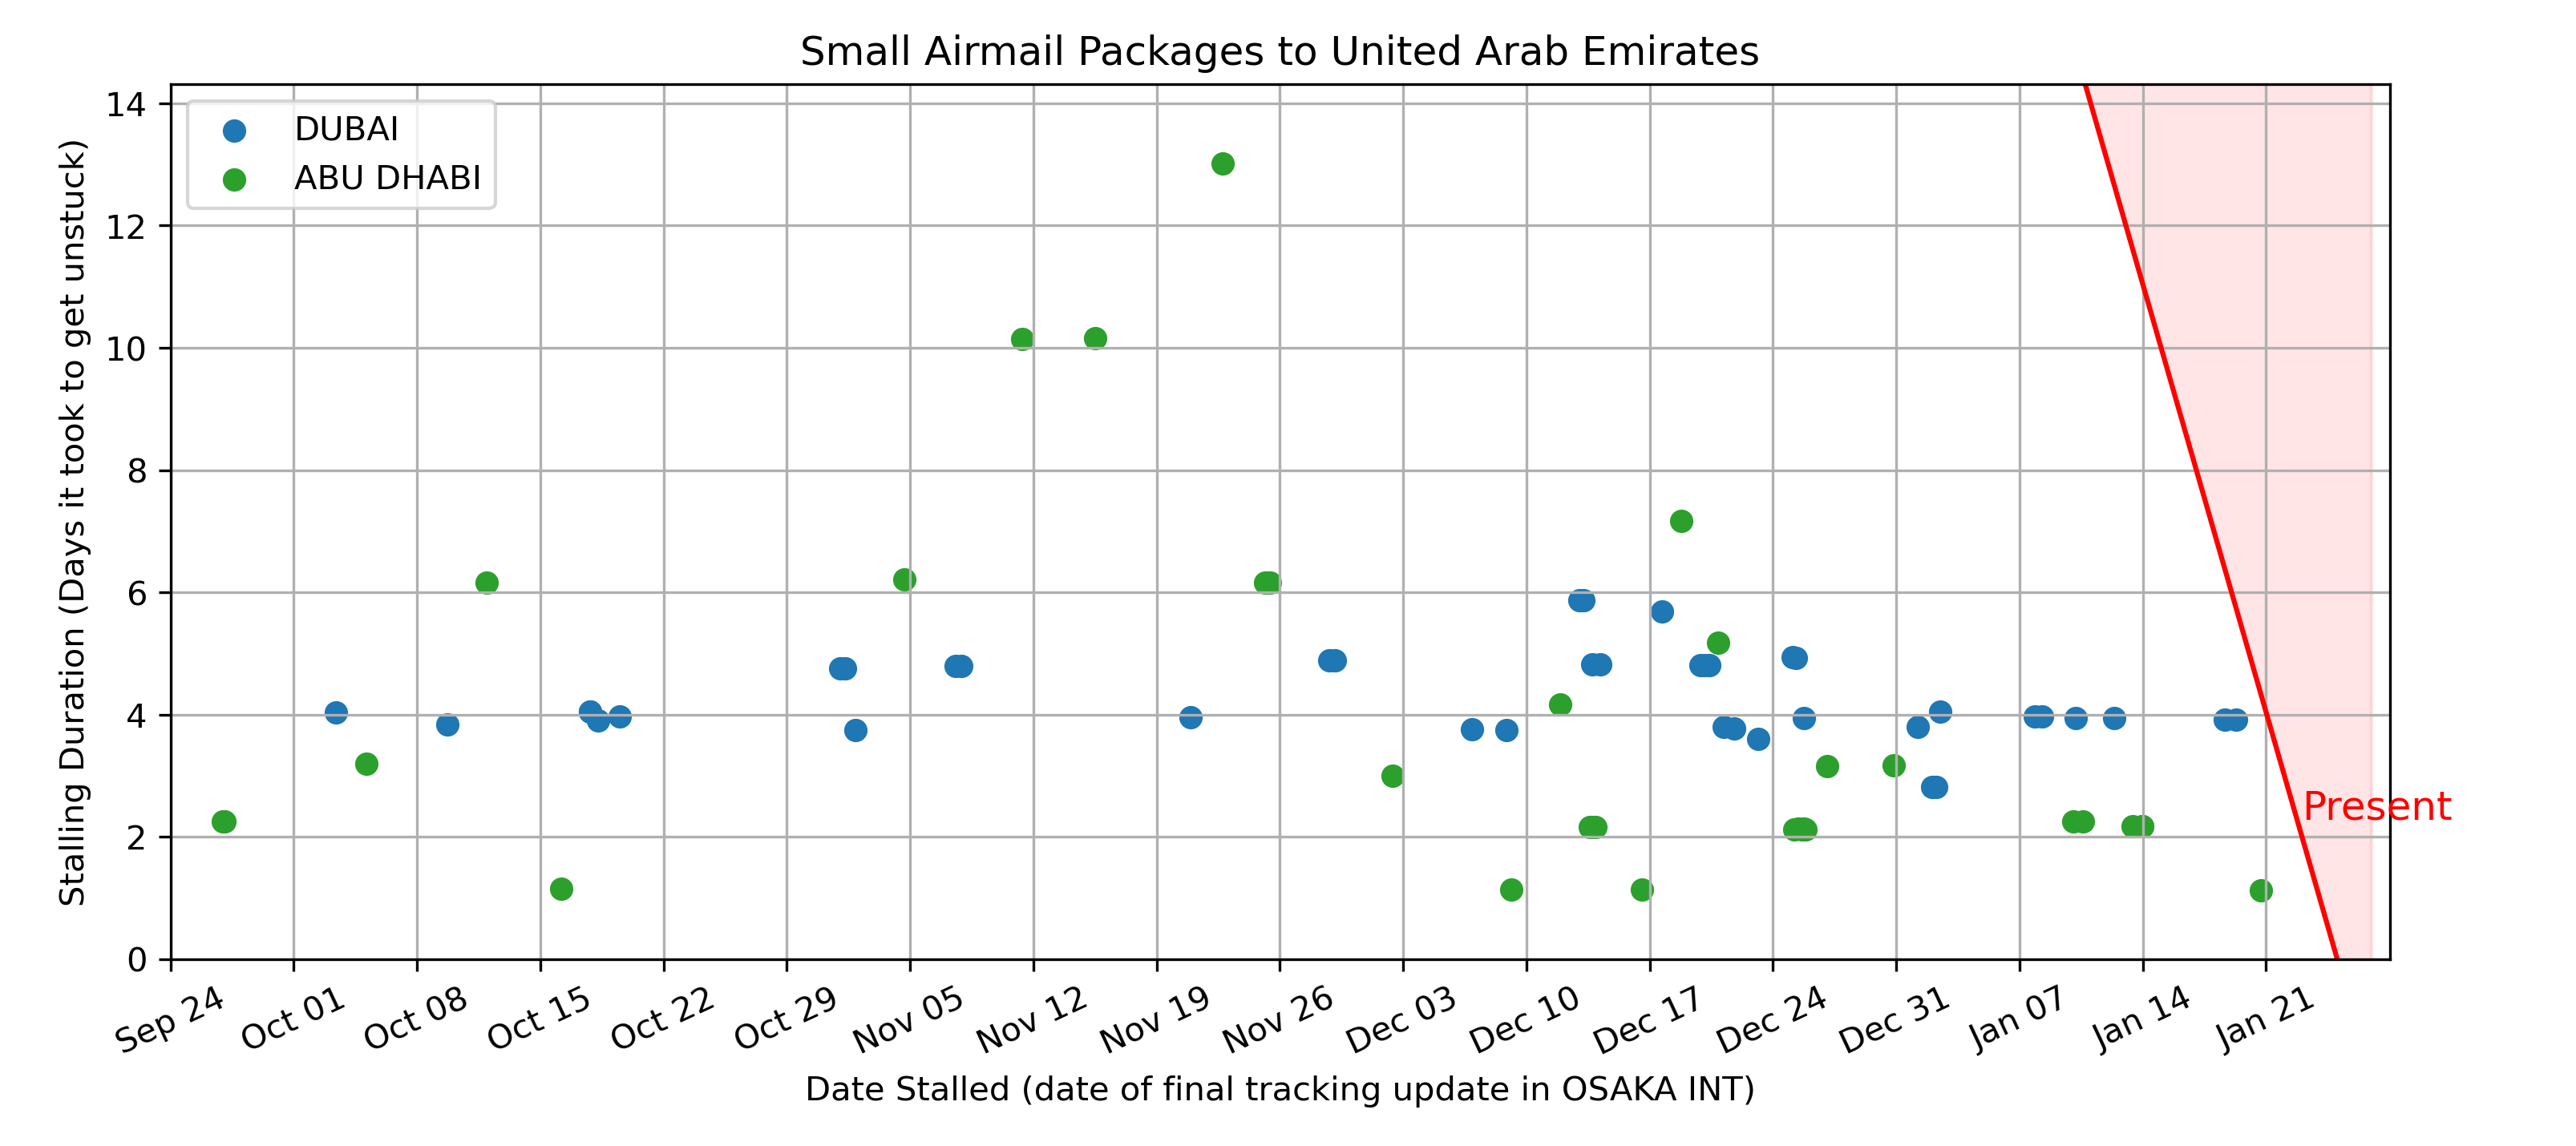 Small Airmail Packages to United Arab Emirates
DUBAI
ABU DHABI
Stalling Duration (Days it took to get unstuck)
14
12
10
8
6
4
2
0
Present
Sep 24
Oct 01
Oct 08
Oct 15
Oct 22
Oct 29
Nov 05
Nov 12
Nov 19
Nov 26
Dec 03
Dec 10
Dec 17
Dec 24
Dec 31
Jan 07
Jan 14
Jan 21
Date Stalled (date of final tracking update in OSAKA INT)